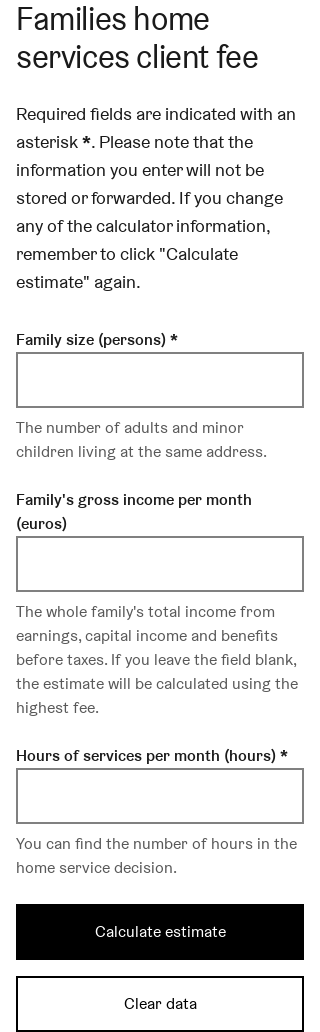 Families home
services client fee
Required fields are indicated with an
asterisk *. Please note that the
information you enter will not be
stored or forwarded. If you change
any of the calculator information,
remember to click "Calculate
estimate" again.
Family size (persons) *
The number of adults and minor
children living at the same address.
Family's gross income per month
(euros)
The whole family's total income from
earnings, capital income and benefits
before taxes. If you leave the field blank,
the estimate will be calculated using the
highest fee.
Hours of services per month (hours) *
You can find the number of hours in the
home service decision.
Calculate estimate
Clear data